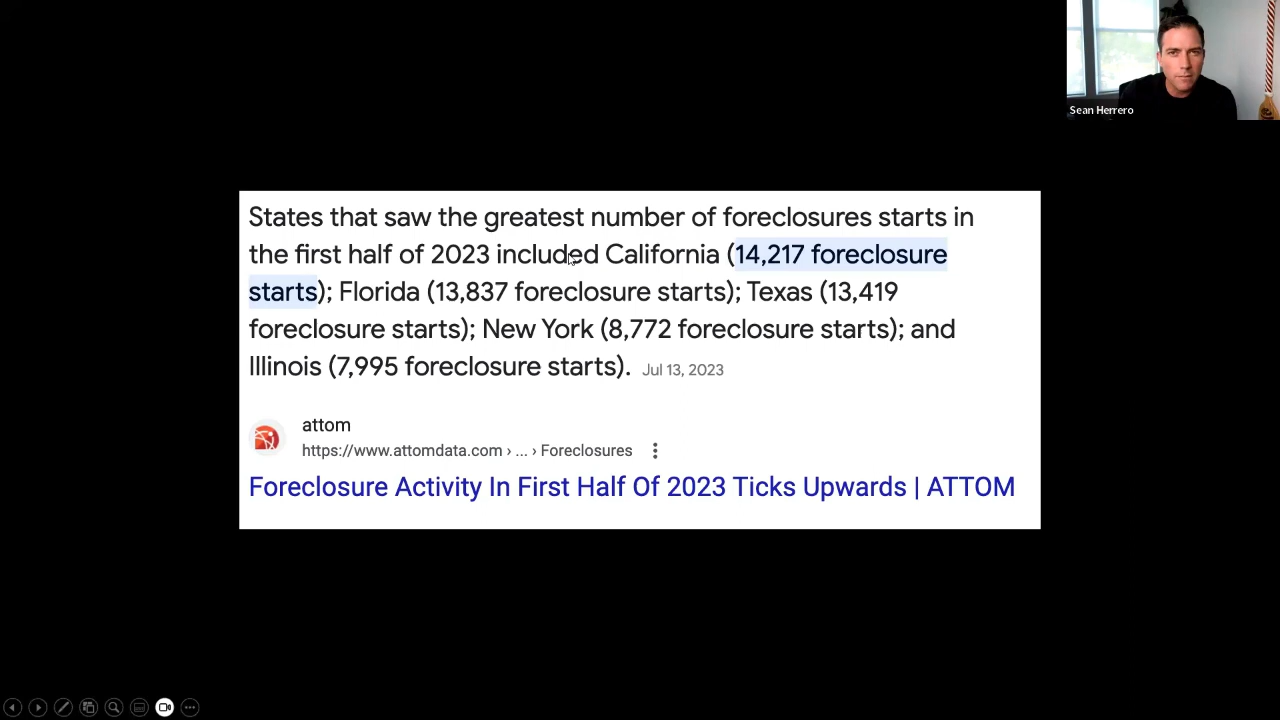 Sean Herrero
States that saw the greatest number of foreclosures starts in
the first half of 2023 included California (14,217 foreclosure
starts); Florida (13,837 foreclosure starts); Texas (13,419
foreclosure starts); New York (8,772 foreclosure starts); and
Illinois (7,995 foreclosure starts). Jul 13, 2023
attom
https://www.attomdata.com › ... › Foreclosures
Foreclosure Activity In First Half Of 2023 Ticks Upwards | ATTOM